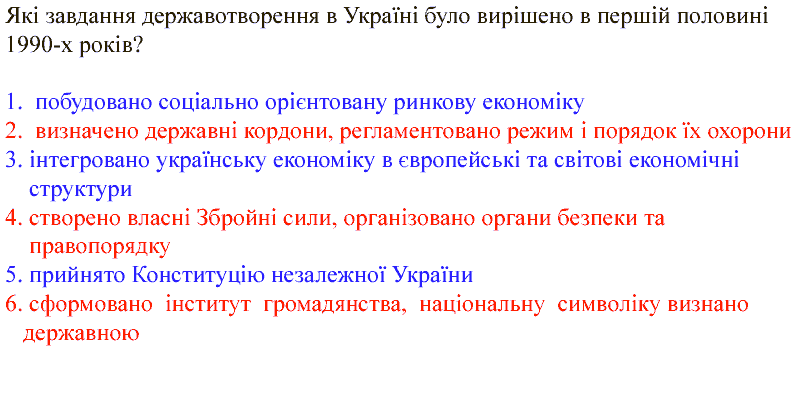 Які завдання державотворення в Україні було вирішено в першій половині
1990-х років?
1. побудовано соціально орієнтовану ринкову економіку
2. визначено державні кордони, регламентовано режим і порядок їх охорони
3. інтегровано українську економіку в європейські та світові економічні
структури
4. створено власні Збройні сили, організовано органи безпеки та
правопорядку
5. прийнято Конституцію незалежної України
6. сформовано інститут громадянства, національну символіку визнано
державною